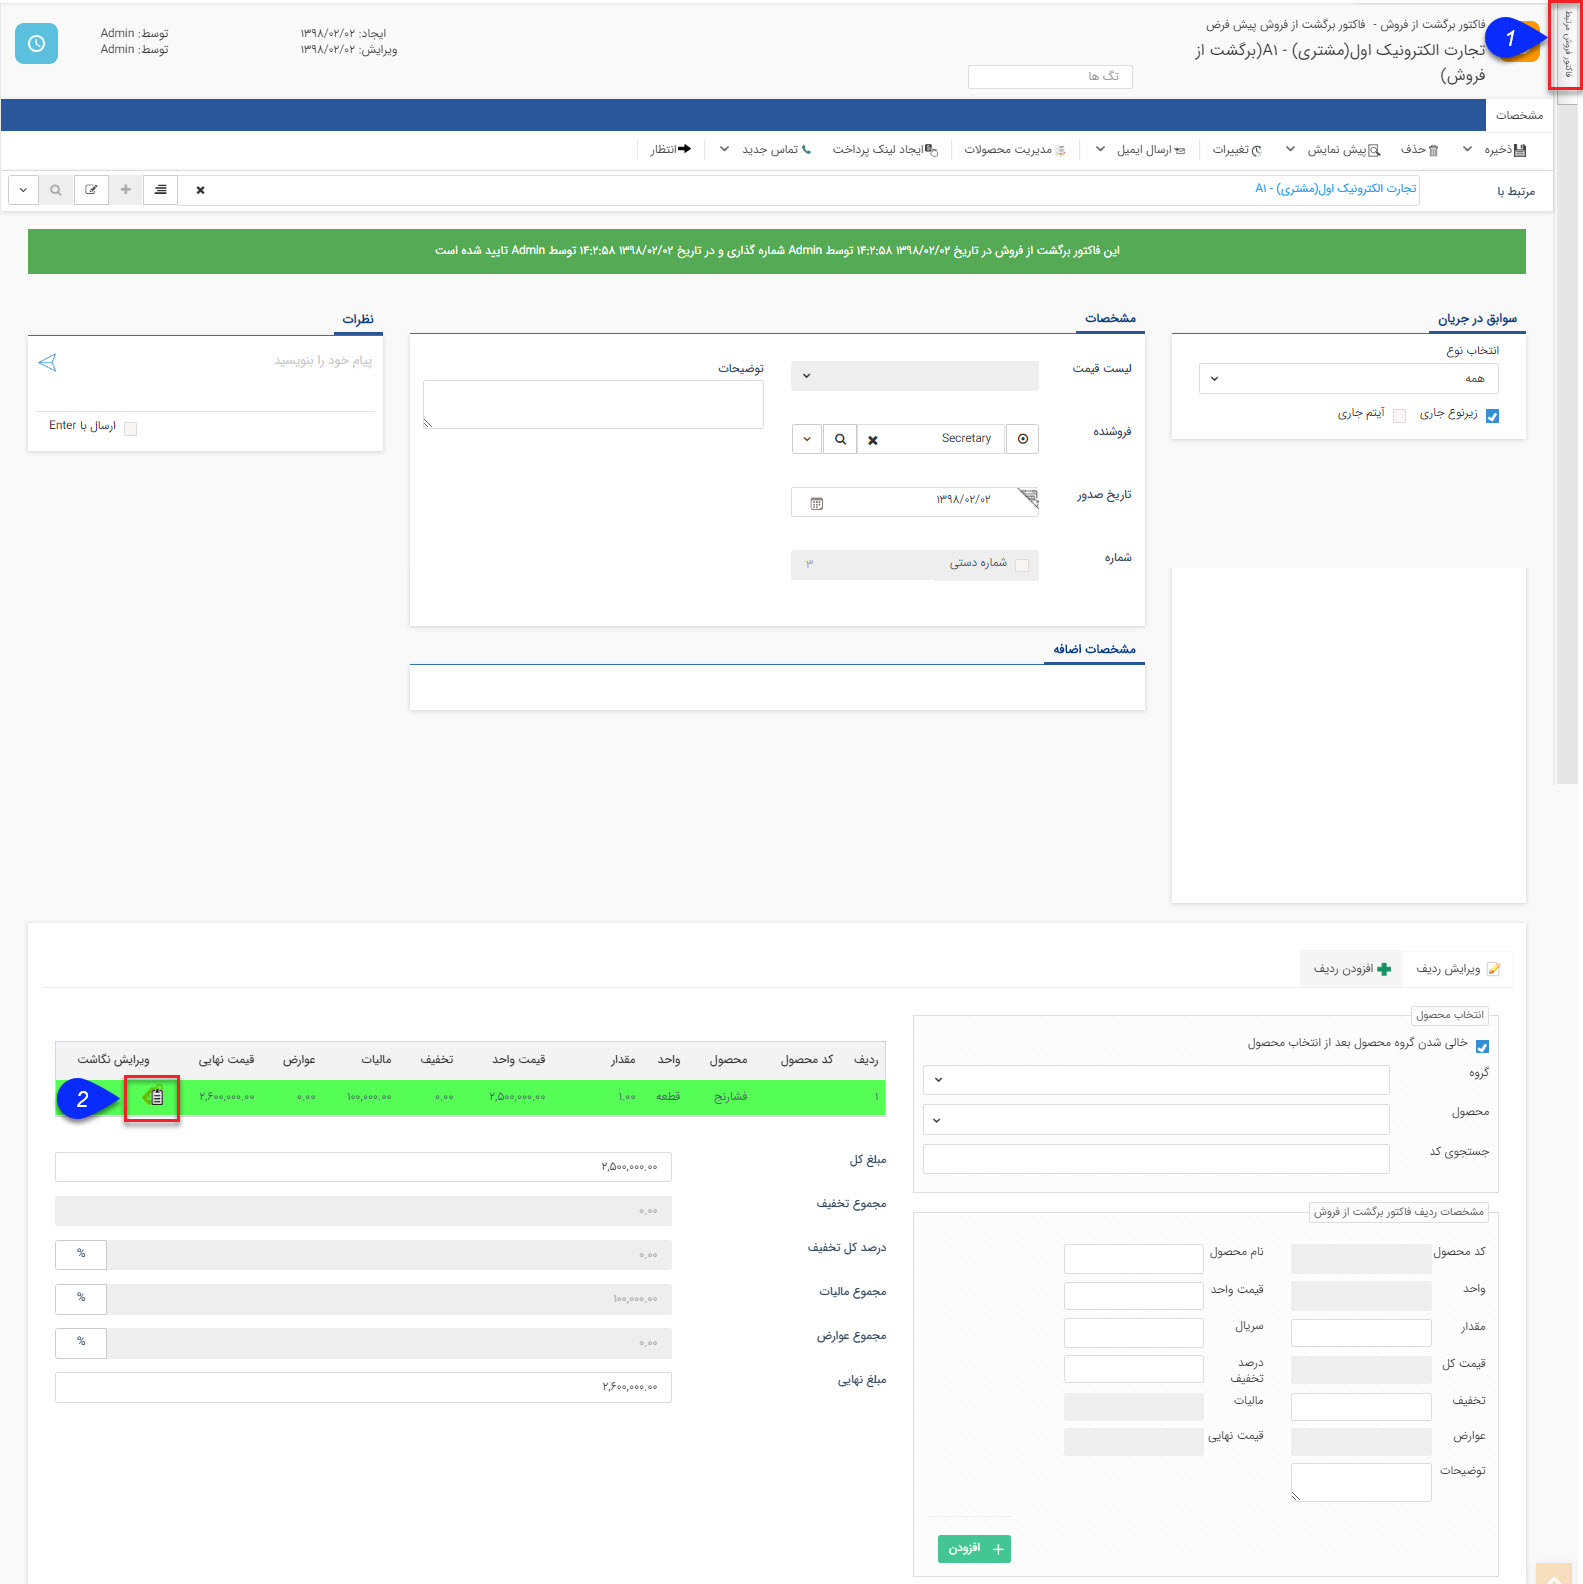 فاکتور فروش مرتبط
1
فاکتور برگشت از فروش - فاکتور برگشت از فروش پیش فرض
تجارت الکترونیک اول(مشتری) - A۱(برگشت از
فروش)
تگ ها
ایجاد: ۱۳۹۸/۰۲/۰۲
توسط: Admin
ویرایش: ۱۳۹۸/۰۲/۰۲
توسط: Admin
مشخصات
ذخیره
حذف
پیش نمایش
تغییرات
ارسال ایمیل
مدیریت محصولات
ایجاد لینک پرداخت
تماس جدید
انتظار
مرتبط با
تجارت الکترونیک اول(مشتری) - A۱
این فاکتور برگشت از فروش در تاریخ ۱۳۹۸/۰۲/۰۲ ۱۴:۲:۵۸ توسط Admin شماره گذاری و در تاریخ ۱۳۹۸/۰۲/۰۲ ۱۴:۲:۵۸ توسط Admin تایید شده است
سوابق در جریان
انتخاب نوع
همه
زیرنوع جاری
آیتم جاری
مشخصات
لیست قیمت
توضیحات
فروشنده
Secretary
تاریخ صدور
۱۳۹۸/۰۲/۰۲
شماره
شماره دستی
۳
مشخصات اضافه
نظرات
پیام خود را بنویسید
ارسال با Enter
ویرایش ردیف
افزودن ردیف
انتخاب محصول
خالی شدن گروه محصول بعد از انتخاب محصول
گروه
محصول
جستجوی کد
مشخصات ردیف فاکتور برگشت از فروش
کد محصول
نام محصول
واحد
قیمت واحد
مقدار
سریال
قیمت کل
درصد
تخفیف
تخفیف
مالیات
عوارض
قیمت نهایی
توضیحات
افزودن
ردیف کد محصول محصول واحد مقدار قیمت واحد تخفیف مالیات عوارض قیمت نهایی ویرایش نگاشت
۱ فشارنج قطعه ۱.۰۰ ۲,۵۰۰,۰۰۰.۰۰ ۰.۰۰ ۱۰۰,۰۰۰.۰۰ ۰.۰۰ ۲,۶۰۰,۰۰۰.۰۰
2
مبلغ کل
۲,۵۰۰,۰۰۰.۰۰
مجموع تخفیف
۰.۰۰
درصد کل تخفیف
۰.۰۰
%
مجموع مالیات
۱۰۰,۰۰۰.۰۰
%
مجموع عوارض
۰.۰۰
%
مبلغ نهایی
۲,۶۰۰,۰۰۰.۰۰